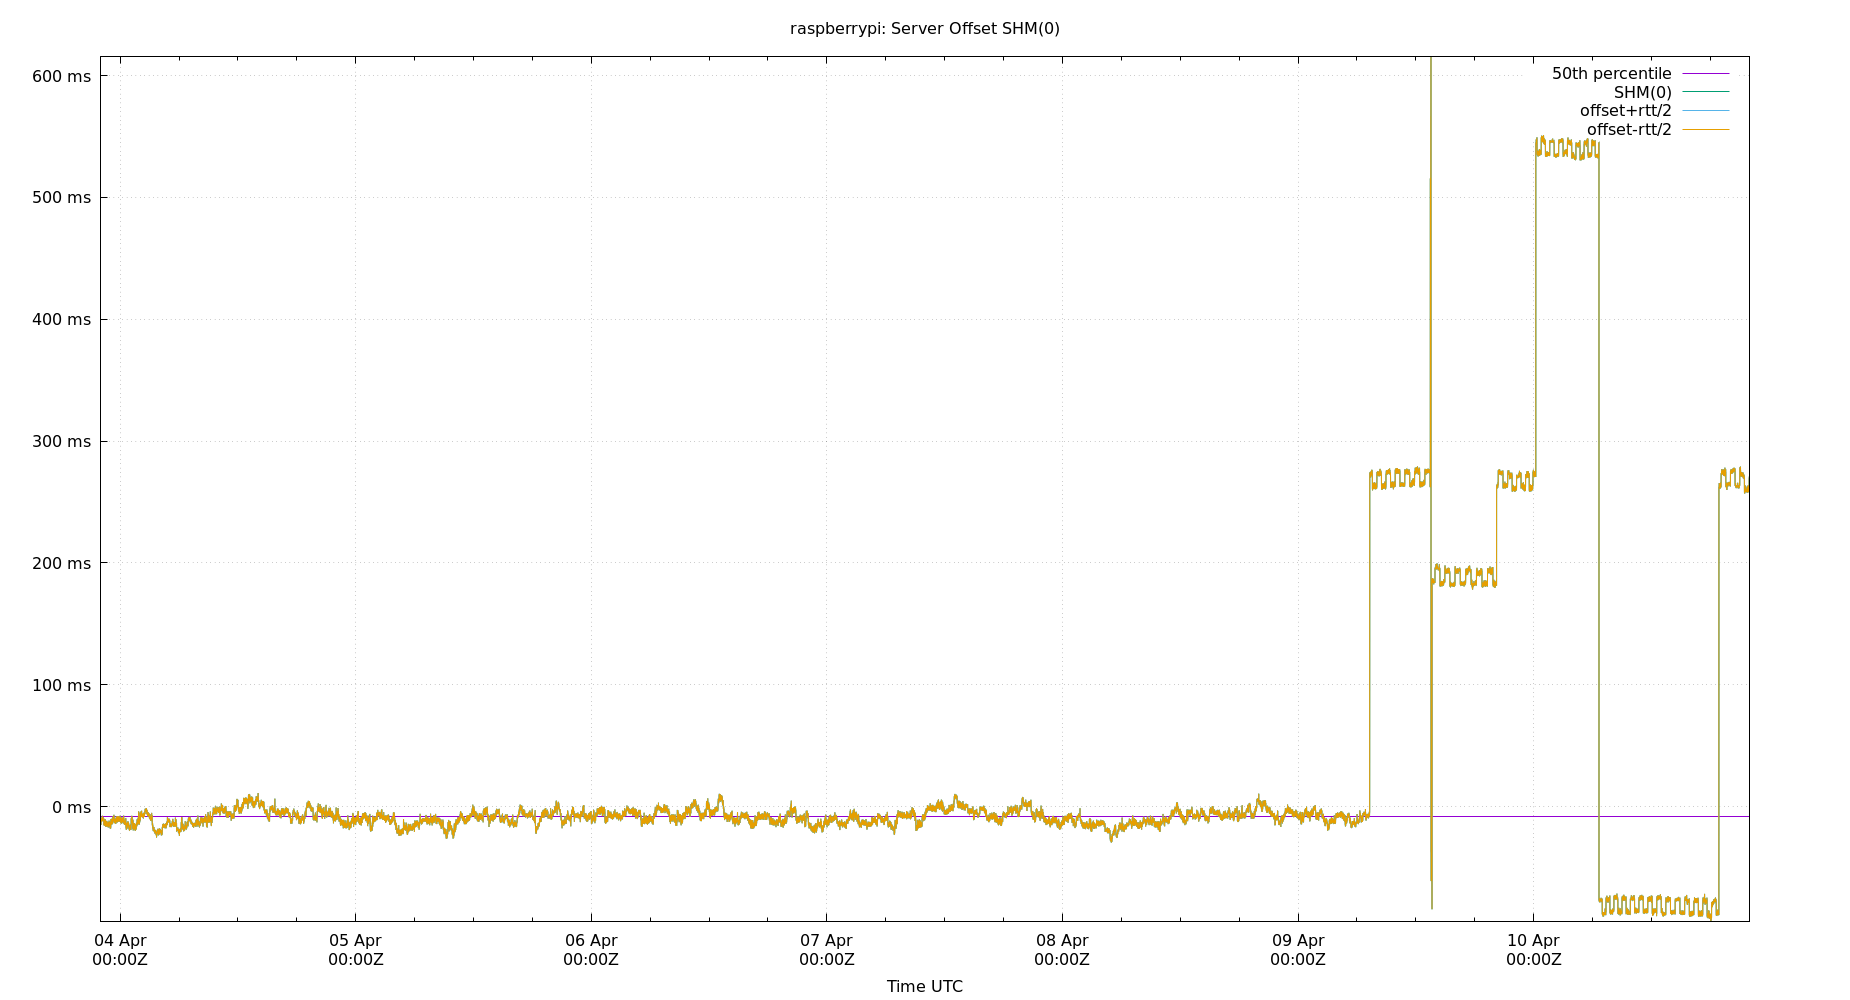 raspberrypi: Server Offset SHM(0)
600 ms
500 ms
400 ms
300 ms
200 ms
100 ms
0 ms
50th percentile
SHM(0)
offset+rtt/2
offset-rtt/2
04 Apr
00:00Z
05 Apr
00:00Z
06 Apr
00:00Z
07 Apr
00:00Z
08 Apr
00:00Z
09 Apr
00:00Z
10 Apr
00:00Z
Time UTC